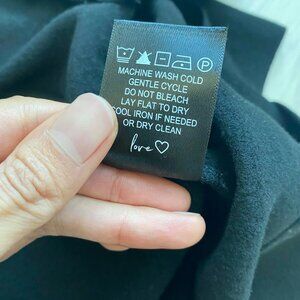 MACHINE WASH COLD
GENTLE CYCLE
DO NOT BLEACH
LAY FLAT TO DRY
COOL IRON IF NEEDED
OR DRY CLEAN
love